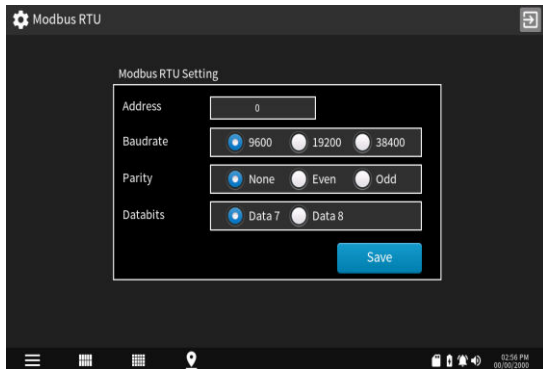 Modbus RTU
Modbus RTU Setting
Address 0
Baudrate 9600 19200 38400
Parity None Even Odd
Databits Data 7 Data 8
Save
02:56 PM
00/00/2000